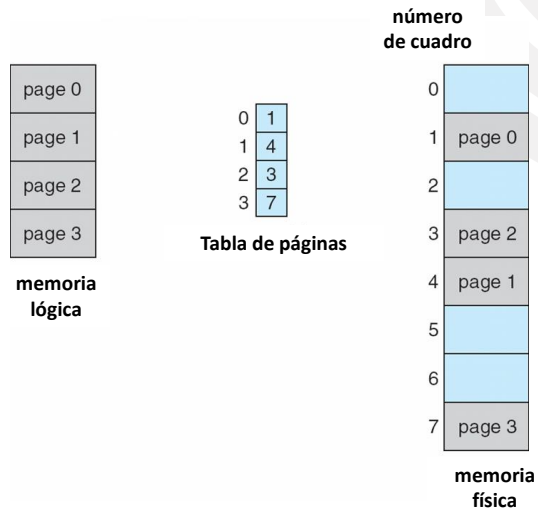 page 0
page 1
page 2
page 3
memoria
lógica
0 1
1 4
2 3
3 7
Tabla de páginas
número
de cuadro
0
1 page 0
2
3 page 2
4 page 1
5
6
7 page 3
memoria
física